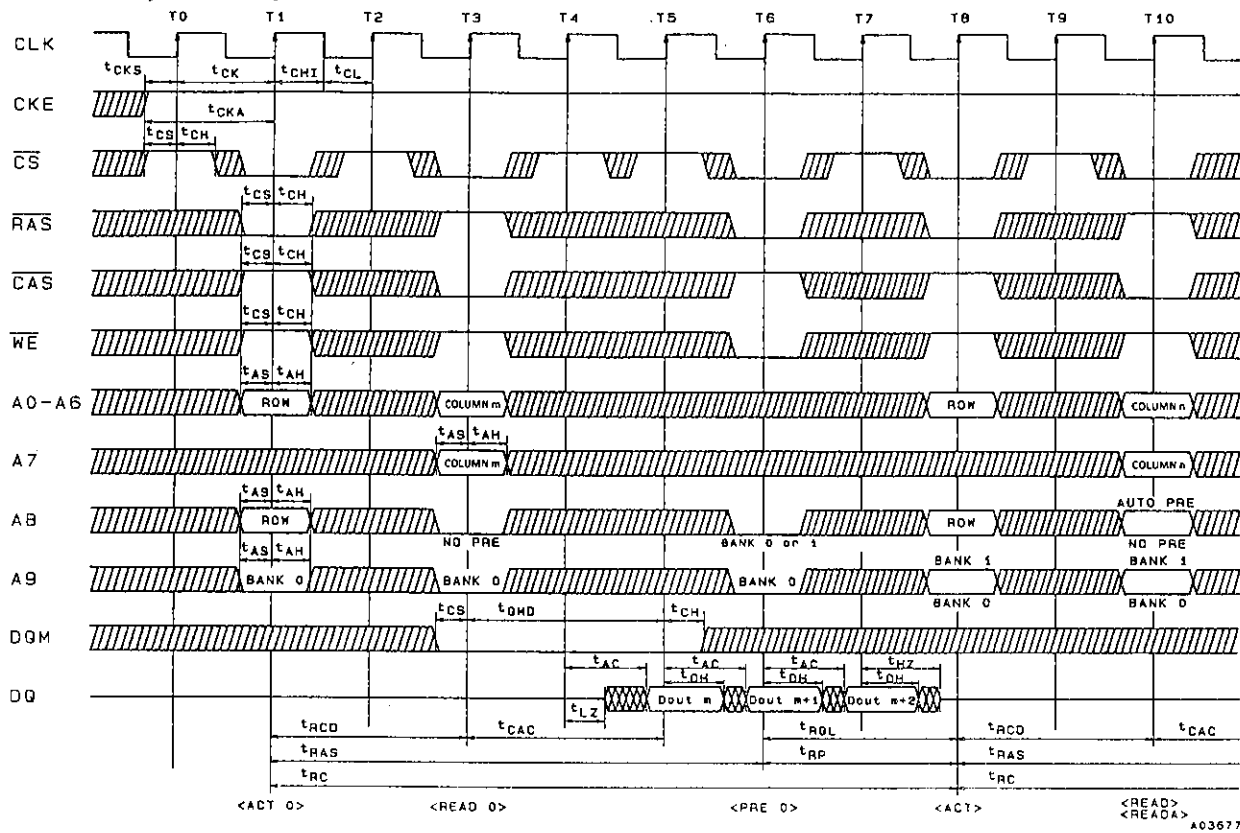 T0 T1 T2 T3 T4 T5 T6 T7 T8 T9 T10
CLK
tCKS tCK tCHI tCL
CKE
tCKA
tCS tCH
CS
tCS tCH
RAS
tCS tCH
CAS
tCS tCH
WE
tAS tAH
A0-A6 ROW COLUMN m ROW COLUMN n
tAS tAH
A7 COLUMN m COLUMN n
tAS tAH AUTO PRE
A8 ROW ROW
NO PRE BANK 0 or 1 NO PRE
tAS tAH BANK 1 BANK 1
A9 BANK 0 BANK 0 BANK 0
BANK 0 BANK 0
tCS tOHD tCH
DQM
tAC tAC tAC tHZ
tOH tOH tOH
DQ Dout m Dout m+1 Dout m+2
tLZ
tRCD tCAC tROL tRCD tCAC
tRAS tRP tRAS
tRC tRC
<ACT 0> <READ 0> <PRE 0> <ACT> <READ>
<READA>
A03677